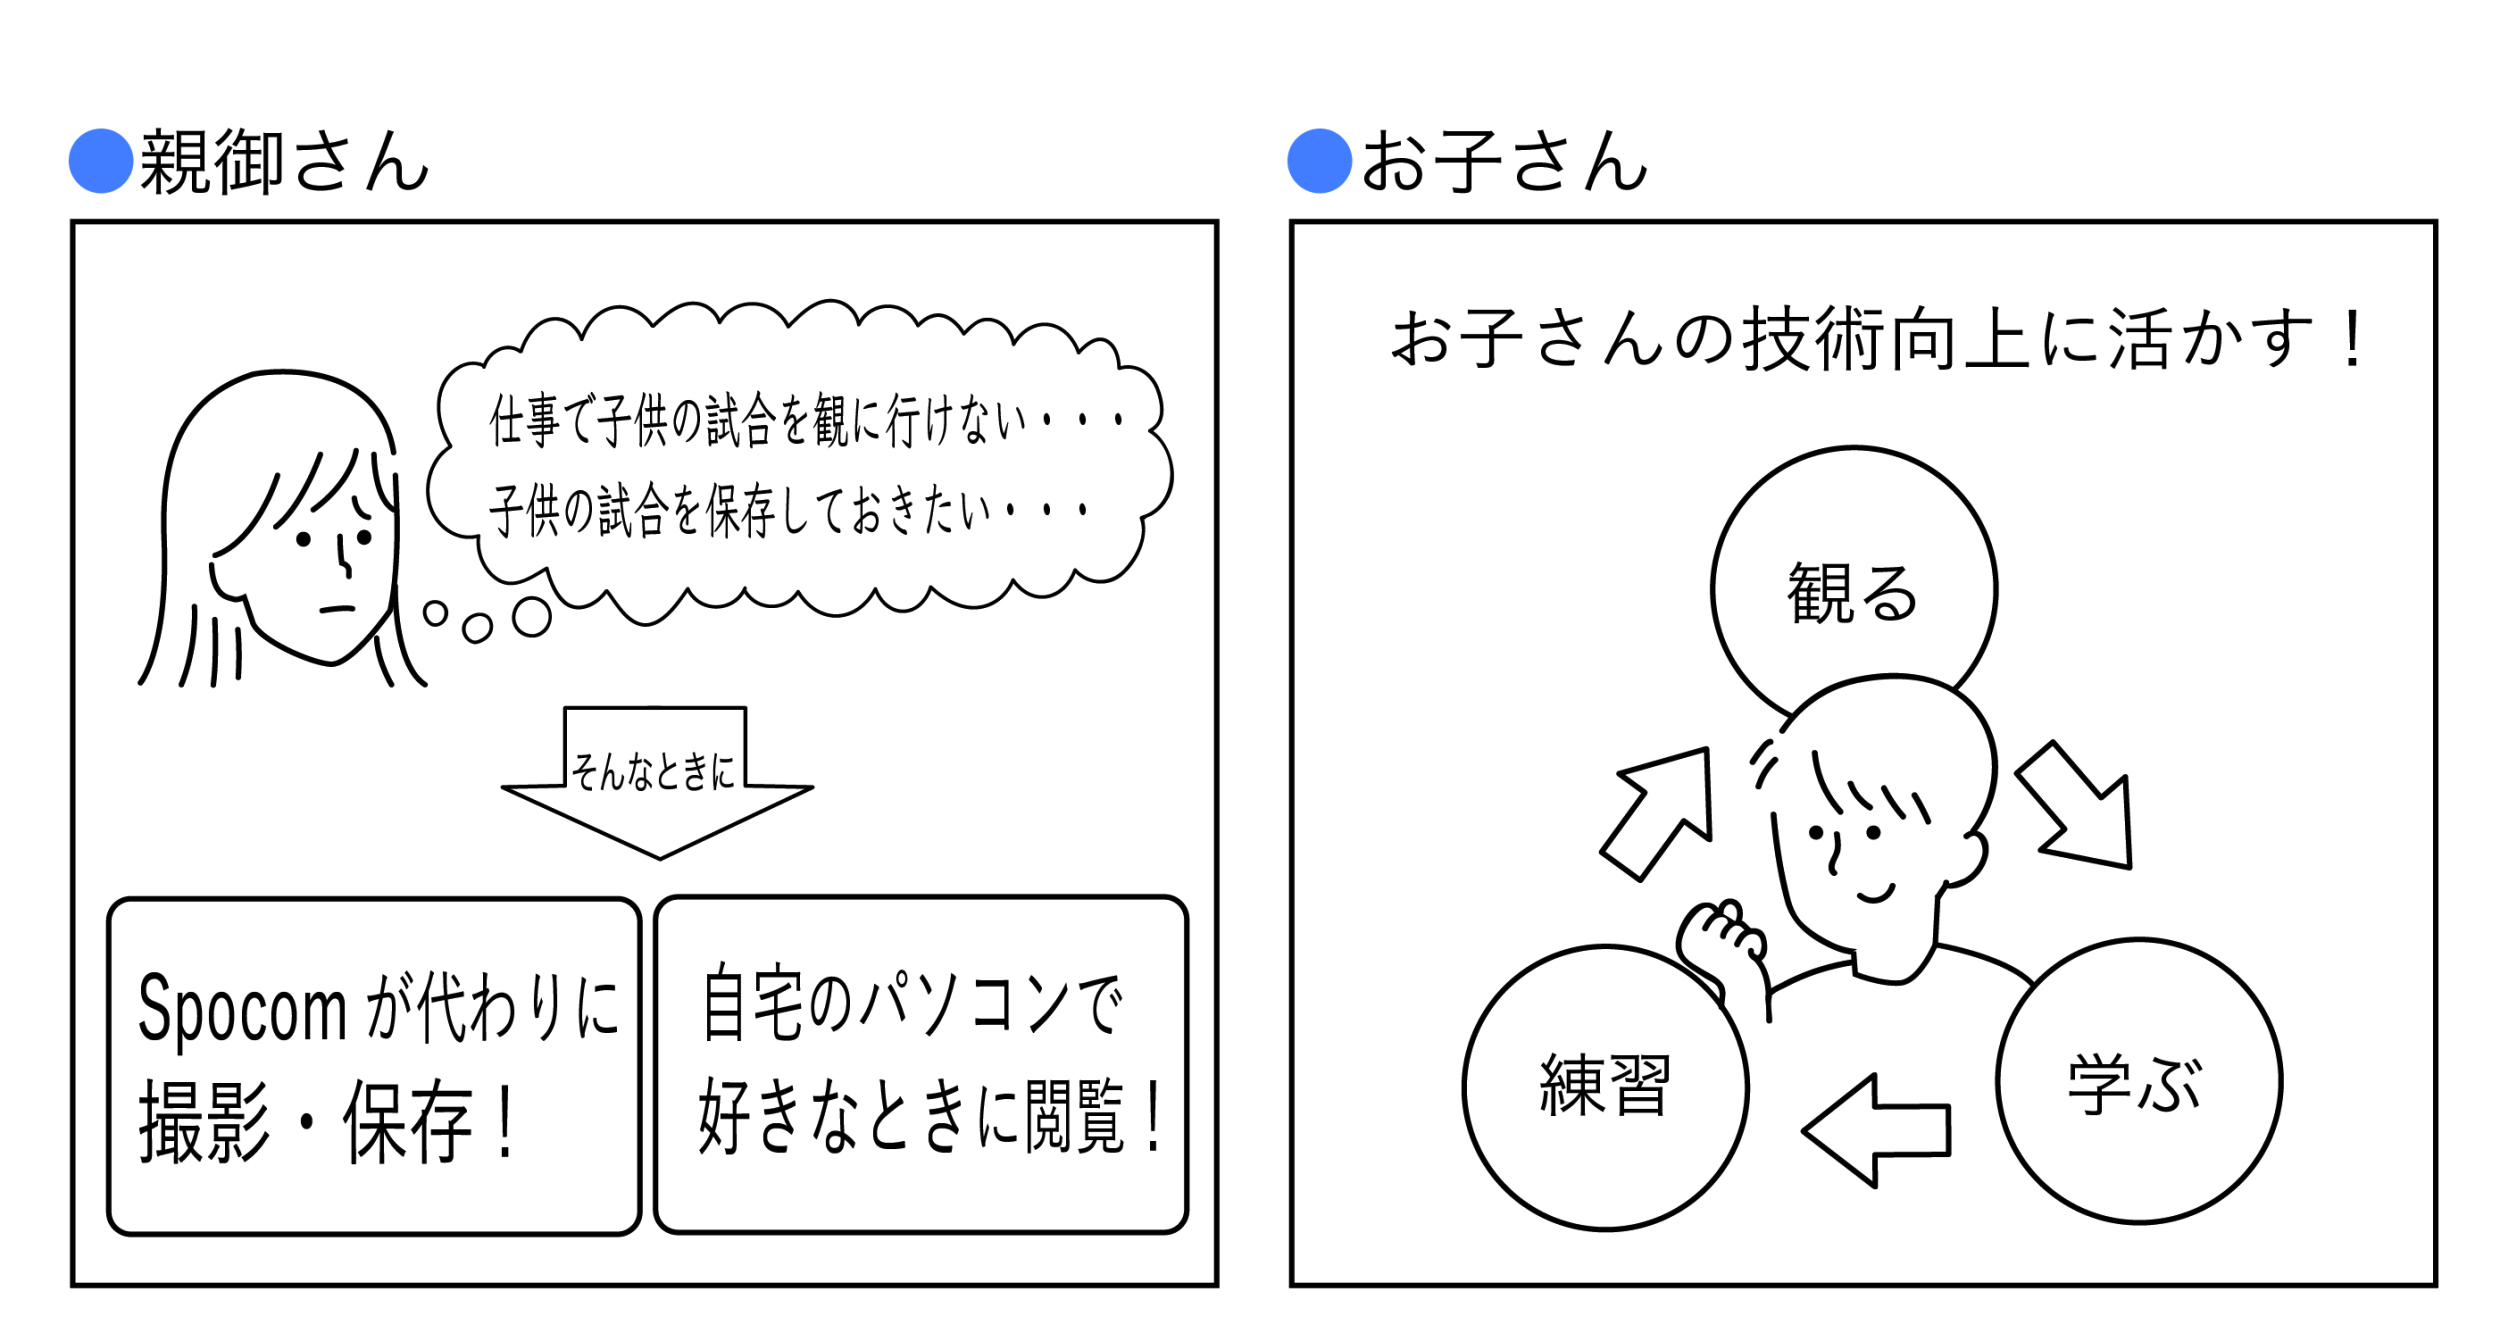 ●親御さん
仕事で子供の試合を観に行けない・・・
子供の試合を保存しておきたい・・・
そんなときに
Spocomが代わりに
撮影・保存！
自宅のパソコンで
好きなときに閲覧！
●お子さん
お子さんの技術向上に活かす！
観る
学ぶ
練習